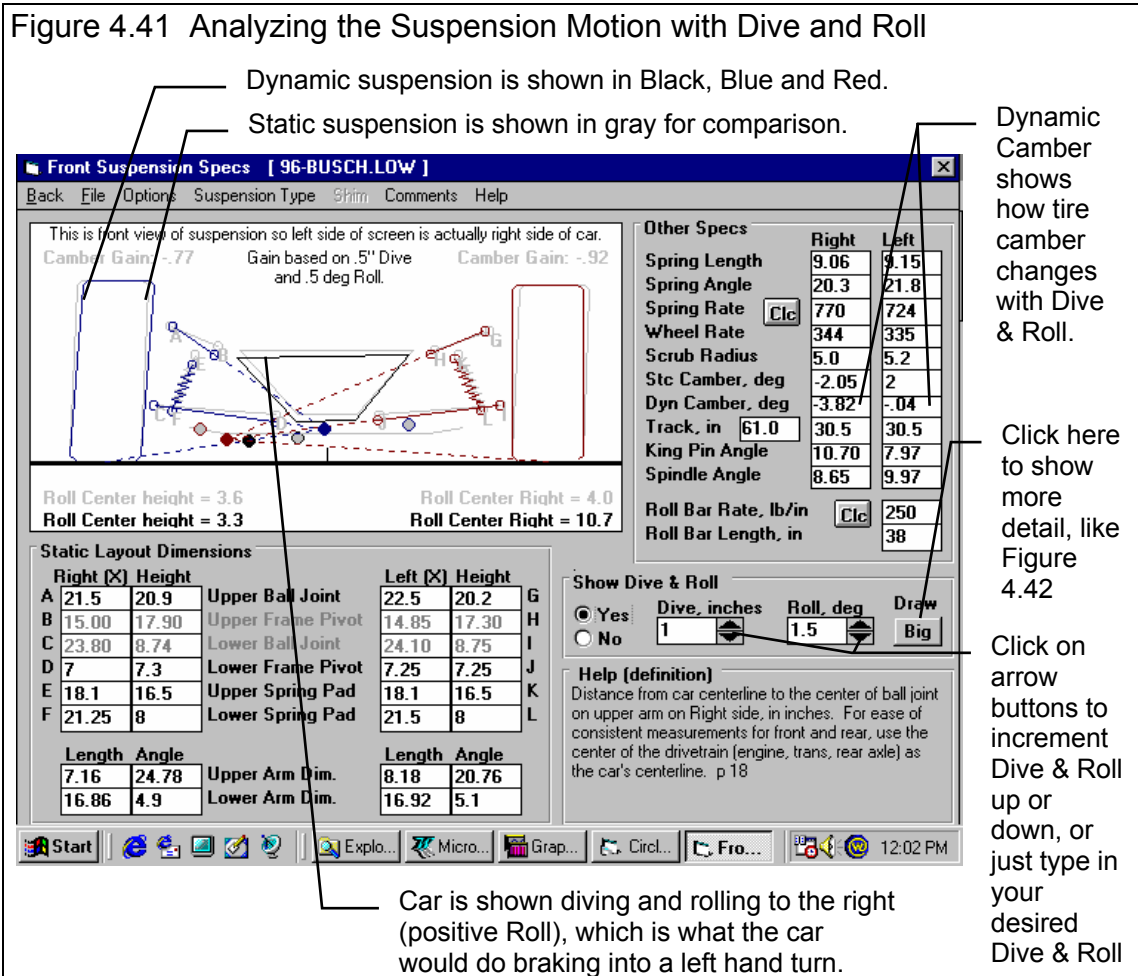 Figure 4.41  Analyzing the Suspension Motion with Dive and Roll
Dynamic suspension is shown in Black, Blue and Red.
Static suspension is shown in gray for comparison.
Dynamic
Camber
shows
how tire
camber
changes
with Dive
& Roll.
Front Suspension Specs [ 96-BUSCH.LOW ]
Back File Options Suspension Type Shim Comments Help
This is front view of suspension so left side of screen is actually right side of car.
Camber Gain: -.77 Gain based on .5" Dive Camber Gain: -.92
and .5 deg Roll.
A B E C F D G H K J I L
Roll Center height = 3.6 Roll Center Right = 4.0
Roll Center height = 3.3 Roll Center Right = 10.7
Other Specs
Right Left
Spring Length 9.06 9.15
Spring Angle 20.3 21.8
Spring Rate Clc 770 724
Wheel Rate 344 335
Scrub Radius 5.0 5.2
Stc Camber, deg -2.05 2
Dyn Camber, deg -3.82 -.04
Track, in 61.0 30.5 30.5
King Pin Angle 10.70 7.97
Spindle Angle 8.65 9.97
Roll Bar Rate, lb/in Clc 250
Roll Bar Length, in 38
Click here
to show
more
detail, like
Figure
4.42
Static Layout Dimensions
Right (X) Height Left (X) Height
A 21.5 20.9 Upper Ball Joint 22.5 20.2 G
B 15.00 17.90 Upper Frame Pivot 14.85 17.30 H
C 23.80 8.74 Lower Ball Joint 24.10 8.75 I
D 7 7.3 Lower Frame Pivot 7.25 7.25 J
E 18.1 16.5 Upper Spring Pad 18.1 16.5 K
F 21.25 8 Lower Spring Pad 21.5 8 L
Length Angle Length Angle
7.16 24.78 Upper Arm Dim. 8.18 20.76
16.86 4.9 Lower Arm Dim. 16.92 5.1
Show Dive & Roll
Yes Dive, inches Roll, deg Draw
No 1 1.5 Big
Help (definition)
Distance from car centerline to the center of ball joint
on upper arm on Right side, in inches. For ease of
consistent measurements for front and rear, use the
center of the drivetrain (engine, trans, rear axle) as
the car's centerline. p 18
Click on
arrow
buttons to
increment
Dive & Roll
up or
down, or
just type in
your
desired
Dive & Roll
Start Explo... Micro... Grap... Circl... Fro... 12:02 PM
Car is shown diving and rolling to the right
(positive Roll), which is what the car
would do braking into a left hand turn.